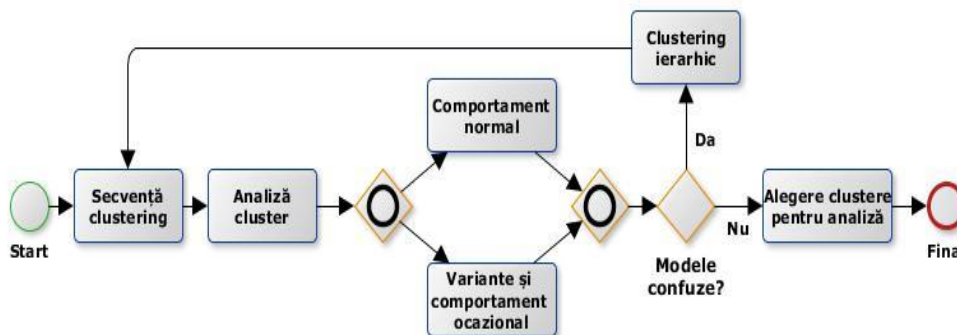 Clustering
ierarhic
Comportament
normal
Da
Secvență
clustering
Analiză
cluster
Alegere clustere
pentru analiză
Nu
Start
Fina
Modele
confuze?
Variante și
comportament
ocazional